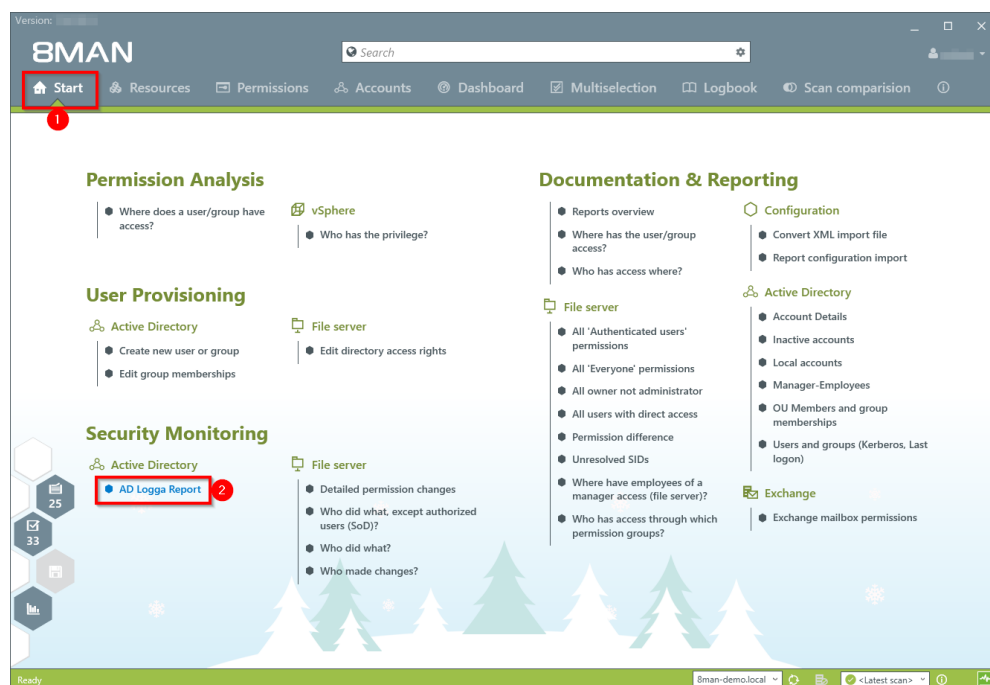 Version:
8MAN
Search
Start
Resources
Permissions
Accounts
Dashboard
Multiselection
Logbook
Scan comparision
1
Permission Analysis
Where does a user/group have
access?
vSphere
Who has the privilege?
User Provisioning
Active Directory
Create new user or group
Edit group memberships
File server
Edit directory access rights
Security Monitoring
Active Directory
AD Logga Report
2
File server
Detailed permission changes
Who did what, except authorized
users (SoD)?
Who did what?
Who made changes?
Documentation & Reporting
Reports overview
Where has the user/group
access?
Who has access where?
File server
All 'Authenticated users'
permissions
All 'Everyone' permissions
All owner not administrator
All users with direct access
Permission difference
Unresolved SIDs
Where have employees of a
manager access (file server)?
Who has access through which
permission groups?
Configuration
Convert XML import file
Report configuration import
Active Directory
Account Details
Inactive accounts
Local accounts
Manager-Employees
OU Members and group
memberships
Users and groups (Kerberos, Last
logon)
Exchange
Exchange mailbox permissions
25
33
Ready
8man-demo.local
<Latest scan>